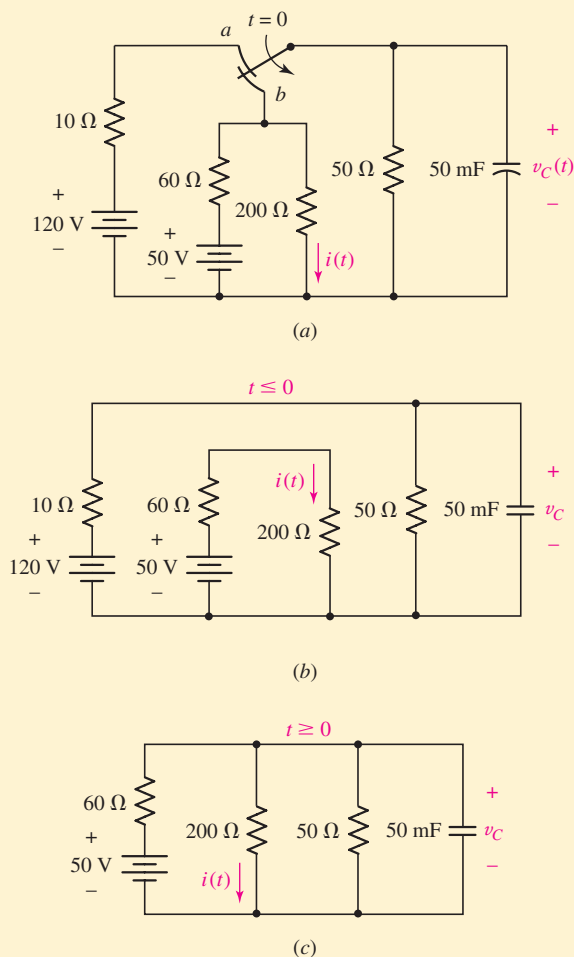 t = 0
a
b
10 Ω
60 Ω
200 Ω
50 Ω
50 mF
+
v_C(t)
–
+
120 V
–
+
50 V
–
i(t)
(a)
t ≤ 0
i(t)
10 Ω
60 Ω
200 Ω
50 Ω
50 mF
+
v_C
–
+
120 V
–
+
50 V
–
(b)
t ≥ 0
60 Ω
200 Ω
50 Ω
50 mF
+
v_C
–
+
50 V
–
i(t)
(c)